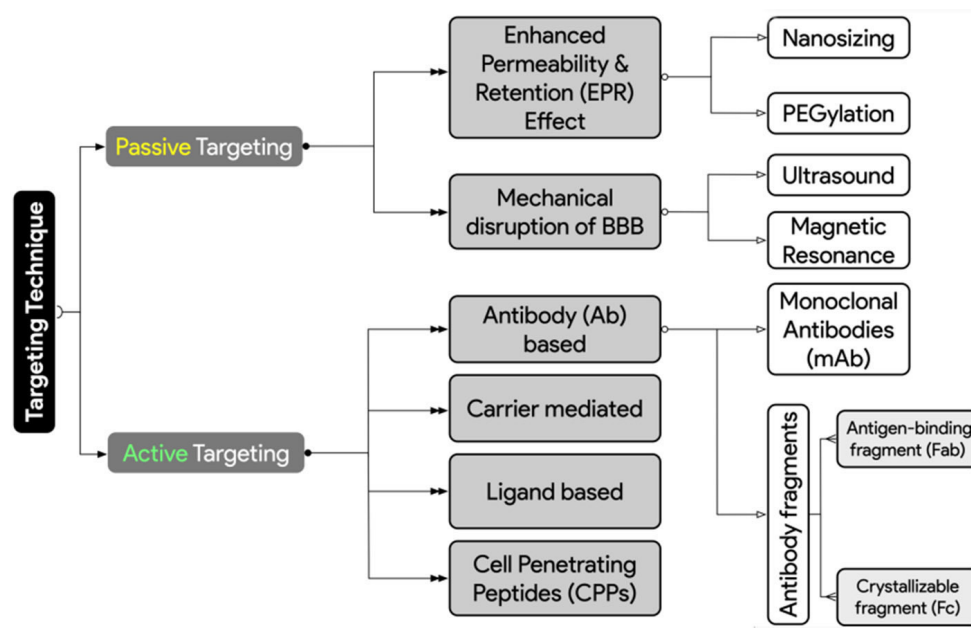 Targeting Technique
Passive Targeting
Enhanced
Permeability &
Retention (EPR)
Effect
Nanosizing
PEGylation
Mechanical
disruption of BBB
Ultrasound
Magnetic
Resonance
Active Targeting
Antibody (Ab)
based
Monoclonal
Antibodies
(mAb)
Antibody fragments
Antigen-binding
fragment (Fab)
Crystallizable
fragment (Fc)
Carrier mediated
Ligand based
Cell Penetrating
Peptides (CPPs)